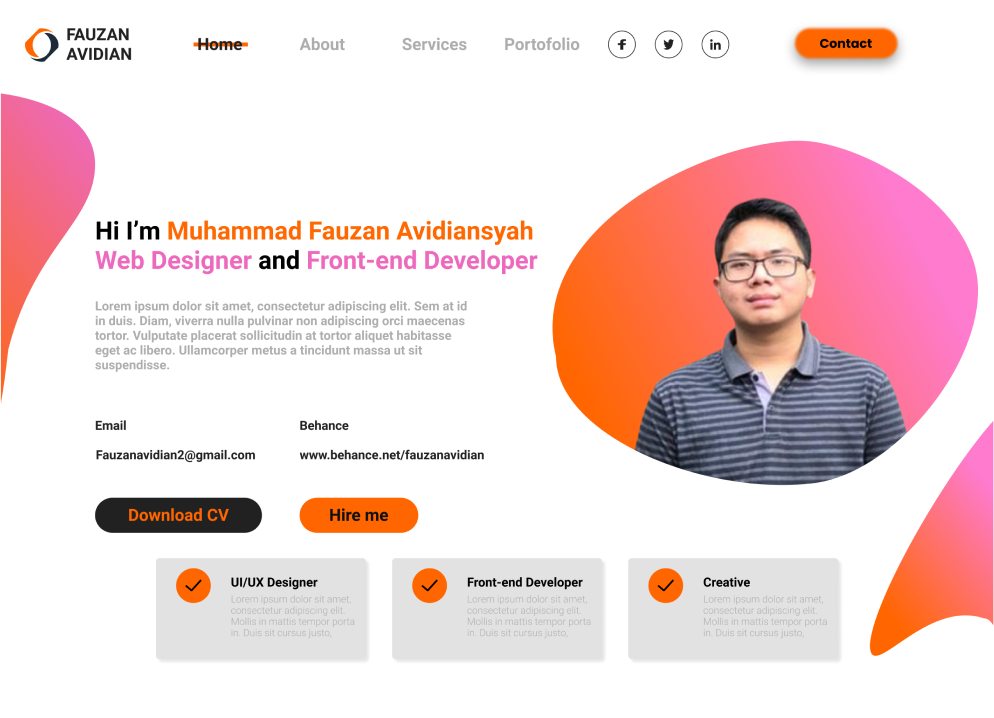 FAUZAN
AVIDIAN
Home
About
Services
Portofolio
Contact
Hi I’m Muhammad Fauzan Avidiansyah
Web Designer and Front-end Developer
Lorem ipsum dolor sit amet, consectetur adipiscing elit. Sem at id
in duis. Diam, viverra nulla pulvinar non adipiscing orci maecenas
tortor. Vulputate placerat sollicitudin at tortor aliquet habitasse
eget ac libero. Ullamcorper metus a tincidunt massa ut sit
suspendisse.
Email
Fauzanavidian2@gmail.com
Behance
www.behance.net/fauzanavidian
Download CV
Hire me
UI/UX Designer
Lorem ipsum dolor sit amet,
consectetur adipiscing elit.
Mollis in mattis tempor porta
in. Duis sit cursus justo,
Front-end Developer
Lorem ipsum dolor sit amet,
consectetur adipiscing elit.
Mollis in mattis tempor porta
in. Duis sit cursus justo,
Creative
Lorem ipsum dolor sit amet,
consectetur adipiscing elit.
Mollis in mattis tempor porta
in. Duis sit cursus justo,